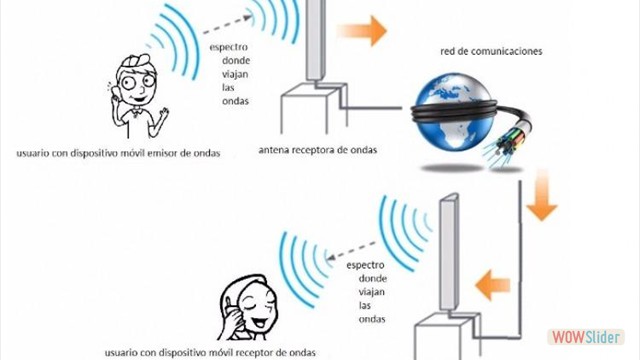 espectro
donde
viajan
las
ondas
red de comunicaciones
usuario con dispositivo móvil emisor de ondas
antena receptora de ondas
espectro
donde
viajan
las
ondas
usuario con dispositivo móvil receptor de ondas
WOWSlider